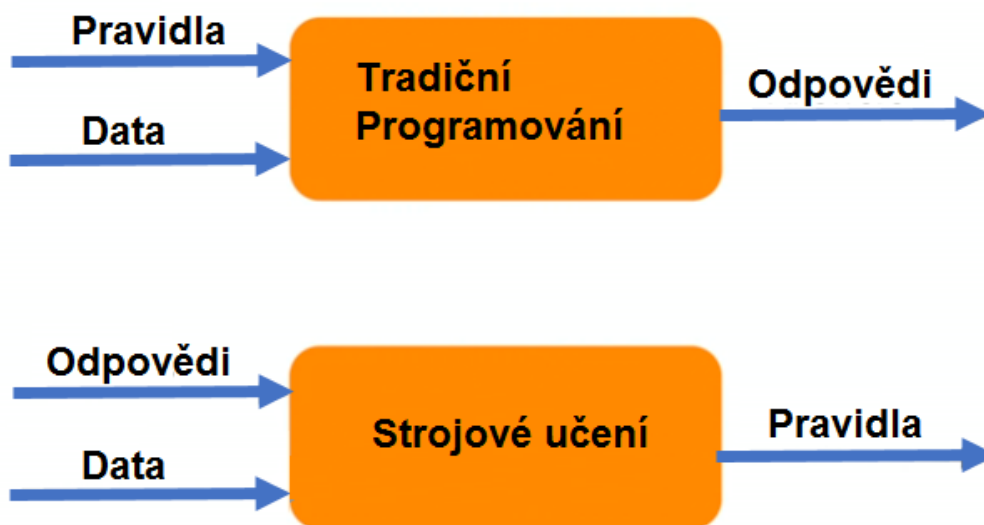 Pravidla
Data
Tradiční
Programování
Odpovědi
Odpovědi
Data
Strojové učení
Pravidla